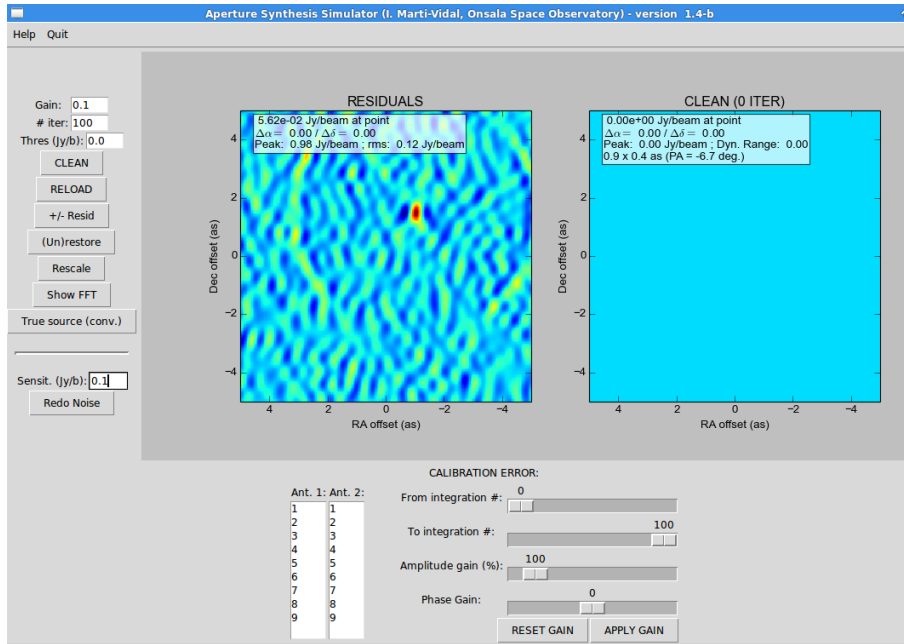 Aperture Synthesis Simulator (I. Marti-Vidal, Onsala Space Observatory) - version 1.4-b
Help Quit
Gain: 0.1
# iter: 100
Thres (Jy/b): 0.0
CLEAN
RELOAD
+/- Resid
(Un)restore
Rescale
Show FFT
True source (conv.)
Sensit. (Jy/b): 0.1
Redo Noise
RESIDUALS
5.62e-02 Jy/beam at point
Δα = 0.00 / Δδ = 0.00
Peak: 0.98 Jy/beam ; rms: 0.12 Jy/beam
4
2
0
−2
−4
Dec offset (as)
4 2 0 −2 −4
RA offset (as)
CLEAN (0 ITER)
0.00e+00 Jy/beam at point
Δα = 0.00 / Δδ = 0.00
Peak: 0.00 Jy/beam ; Dyn. Range: 0.00
0.9 x 0.4 as (PA = -6.7 deg.)
4
2
0
−2
−4
Dec offset (as)
4 2 0 −2 −4
RA offset (as)
CALIBRATION ERROR:
Ant. 1: Ant. 2:
1 1
2 2
3 3
4 4
5 5
6 6
7 7
8 8
9 9
0
From integration #:
100
To integration #:
100
Amplitude gain (%):
0
Phase Gain:
RESET GAIN APPLY GAIN